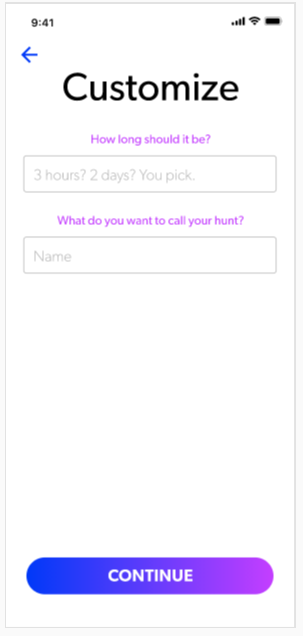 9:41
Customize
How long should it be?
3 hours? 2 days? You pick.
What do you want to call your hunt?
Name
CONTINUE